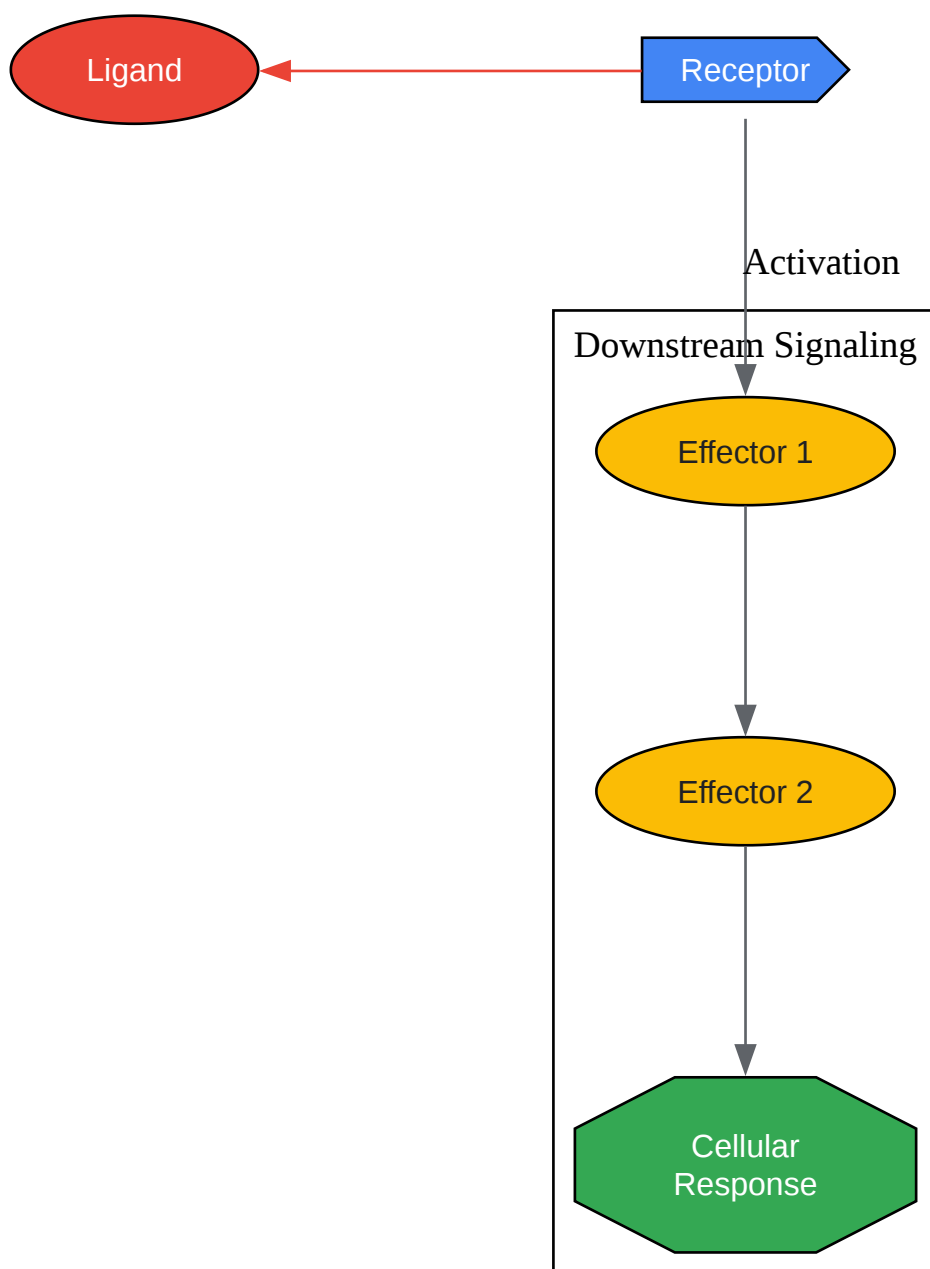 Ligand
Receptor
Activation
Downstream Signaling
Effector 1
Effector 2
Cellular
Response